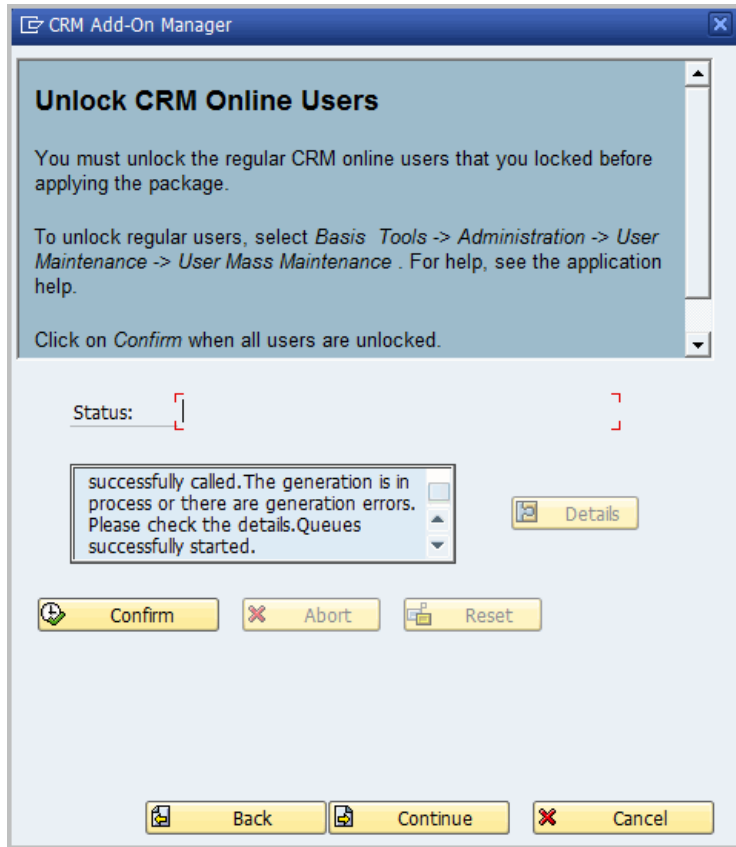 CRM Add-On Manager
Unlock CRM Online Users
You must unlock the regular CRM online users that you locked before
applying the package.
To unlock regular users, select Basis  Tools -> Administration -> User
Maintenance -> User Mass Maintenance . For help, see the application
help.
Click on Confirm when all users are unlocked.
Status:
successfully called.The generation is in
process or there are generation errors.
Please check the details.Queues
successfully started.
Details
Confirm
Abort
Reset
Back
Continue
Cancel